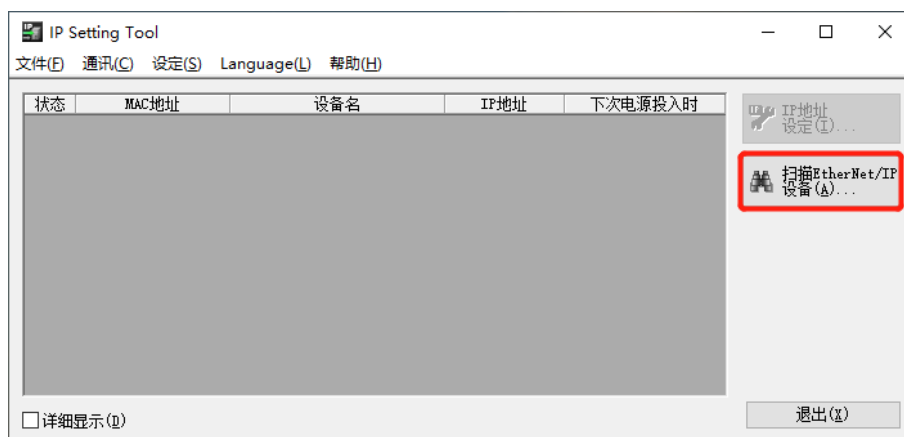 IP Setting Tool
文件(F) 通讯(C) 设定(S) Language(L) 帮助(H)
状态 MAC地址 设备名 IP地址 下次电源投入时
IP地址
设定(I)...
扫描EtherNet/IP
设备(A)...
详细显示(D)
退出(X)